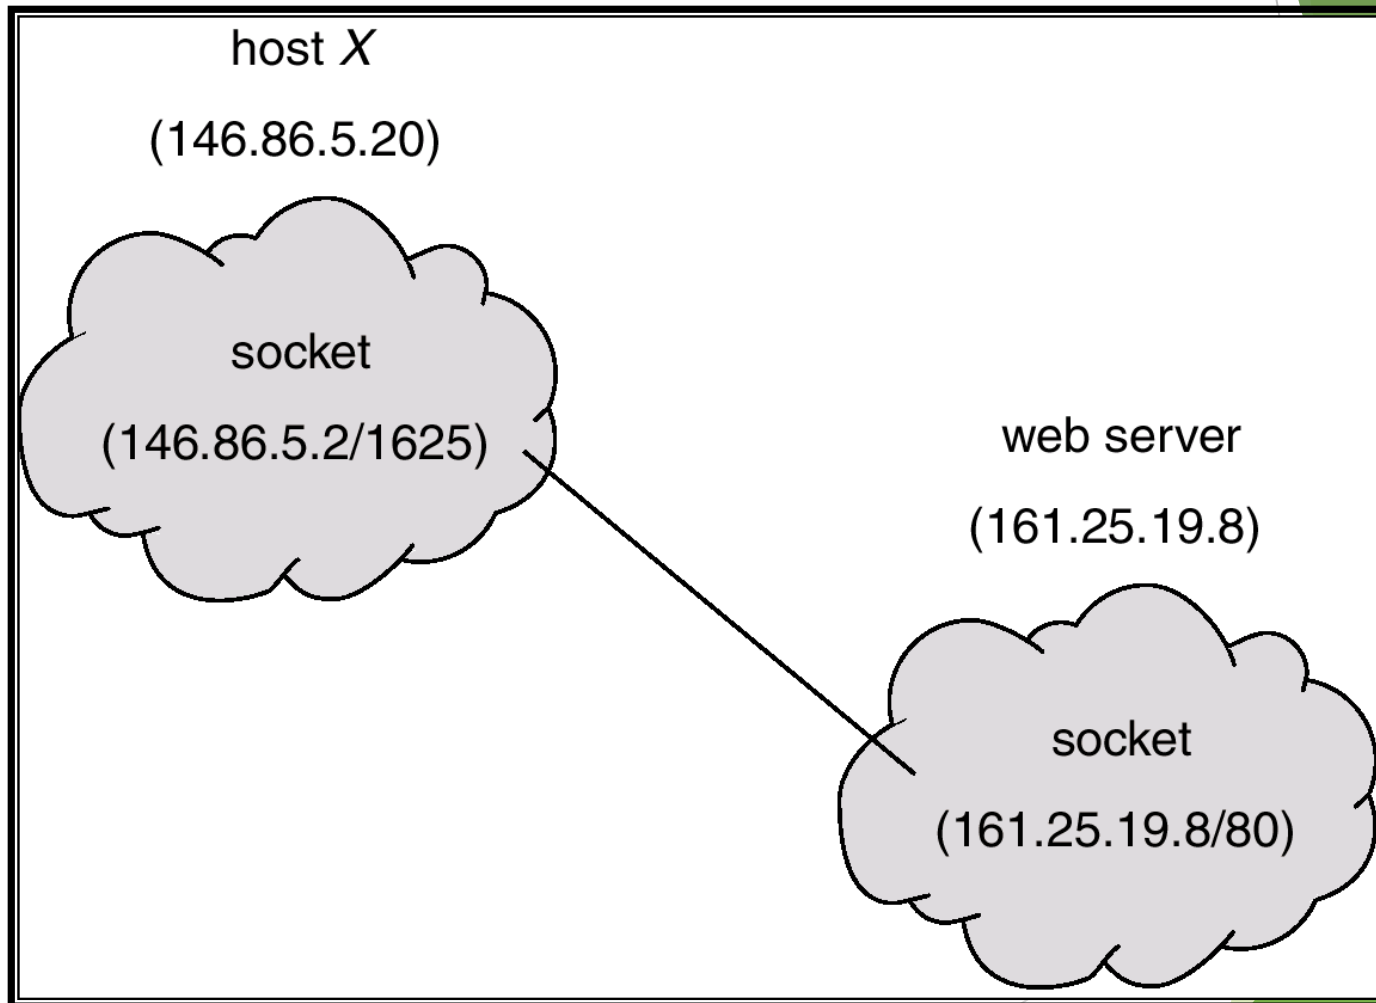 host X
(146.86.5.20)
socket
(146.86.5.2/1625)
web server
(161.25.19.8)
socket
(161.25.19.8/80)